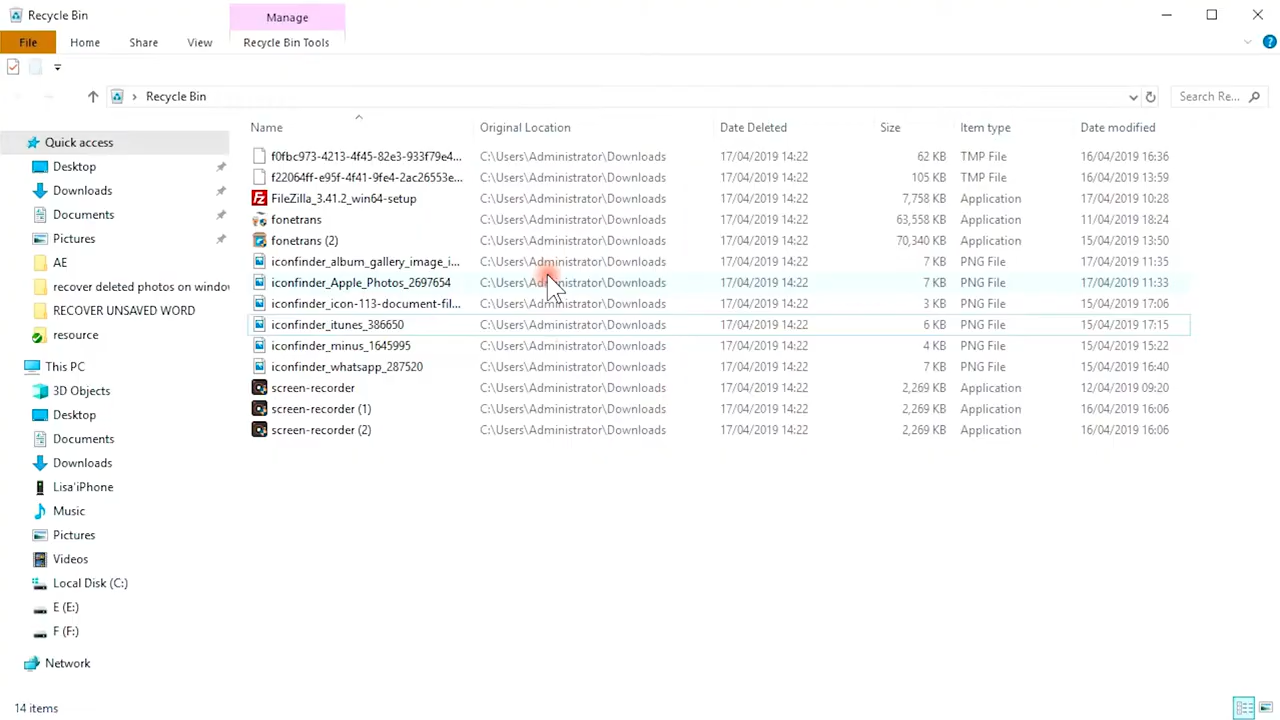 Recycle Bin
Manage
File Home Share View Recycle Bin Tools
Recycle Bin
Search Re...
Name Original Location Date Deleted Size Item type Date modified
Quick access
Desktop
Downloads
Documents
Pictures
AE
recover deleted photos on window
RECOVER UNSAVED WORD
resource
This PC
3D Objects
Desktop
Documents
Downloads
Lisa'iPhone
Music
Pictures
Videos
Local Disk (C:)
E (E:)
F (F:)
Network
f0fbc973-4213-4f45-82e3-933f79e4... C:\Users\Administrator\Downloads 17/04/2019 14:22 62 KB TMP File 16/04/2019 16:36
f22064ff-e95f-4f41-9fe4-2ac26553e... C:\Users\Administrator\Downloads 17/04/2019 14:22 105 KB TMP File 16/04/2019 13:59
FileZilla_3.41.2_win64-setup C:\Users\Administrator\Downloads 17/04/2019 14:22 7,758 KB Application 17/04/2019 10:28
fonetrans C:\Users\Administrator\Downloads 17/04/2019 14:22 63,558 KB Application 11/04/2019 18:24
fonetrans (2) C:\Users\Administrator\Downloads 17/04/2019 14:22 70,340 KB Application 15/04/2019 13:50
iconfinder_album_gallery_image_i... C:\Users\Administrator\Downloads 17/04/2019 14:22 7 KB PNG File 17/04/2019 11:35
iconfinder_Apple_Photos_2697654 C:\Users\Administrator\Downloads 17/04/2019 14:22 7 KB PNG File 17/04/2019 11:33
iconfinder_icon-113-document-fil... C:\Users\Administrator\Downloads 17/04/2019 14:22 3 KB PNG File 15/04/2019 17:06
iconfinder_itunes_386650 C:\Users\Administrator\Downloads 17/04/2019 14:22 6 KB PNG File 15/04/2019 17:15
iconfinder_minus_1645995 C:\Users\Administrator\Downloads 17/04/2019 14:22 4 KB PNG File 15/04/2019 15:22
iconfinder_whatsapp_287520 C:\Users\Administrator\Downloads 17/04/2019 14:22 7 KB PNG File 15/04/2019 16:40
screen-recorder C:\Users\Administrator\Downloads 17/04/2019 14:22 2,269 KB Application 12/04/2019 09:20
screen-recorder (1) C:\Users\Administrator\Downloads 17/04/2019 14:22 2,269 KB Application 16/04/2019 16:06
screen-recorder (2) C:\Users\Administrator\Downloads 17/04/2019 14:22 2,269 KB Application 16/04/2019 16:06
14 items